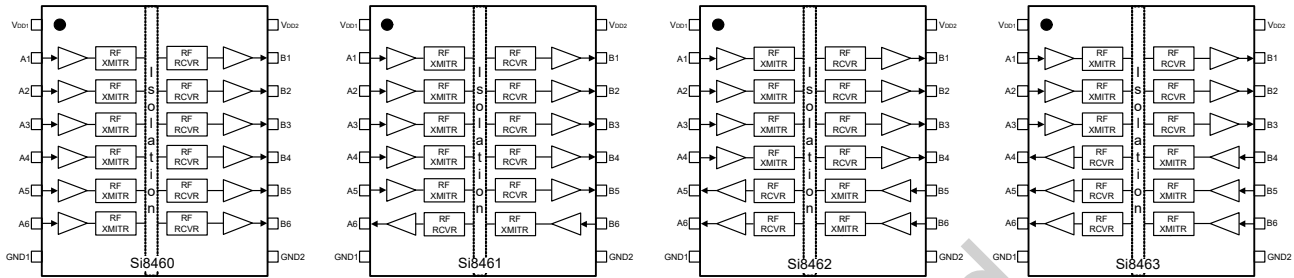 VDD1 VDD2
A1 RF XMITR RF RCVR B1
A2 RF XMITR RF RCVR B2
A3 RF XMITR RF RCVR B3
A4 RF XMITR RF RCVR B4
A5 RF XMITR RF RCVR B5
A6 RF XMITR RF RCVR B6
Isolation
GND1 GND2
Si8460
VDD1 VDD2
A1 RF XMITR RF RCVR B1
A2 RF XMITR RF RCVR B2
A3 RF XMITR RF RCVR B3
A4 RF XMITR RF RCVR B4
A5 RF XMITR RF RCVR B5
A6 RF RCVR RF XMITR B6
Isolation
GND1 GND2
Si8461
VDD1 VDD2
A1 RF XMITR RF RCVR B1
A2 RF XMITR RF RCVR B2
A3 RF XMITR RF RCVR B3
A4 RF XMITR RF RCVR B4
A5 RF RCVR RF XMITR B5
A6 RF RCVR RF XMITR B6
Isolation
GND1 GND2
Si8462
VDD1 VDD2
A1 RF XMITR RF RCVR B1
A2 RF XMITR RF RCVR B2
A3 RF XMITR RF RCVR B3
A4 RF RCVR RF XMITR B4
A5 RF RCVR RF XMITR B5
A6 RF RCVR RF XMITR B6
Isolation
GND1 GND2
Si8463